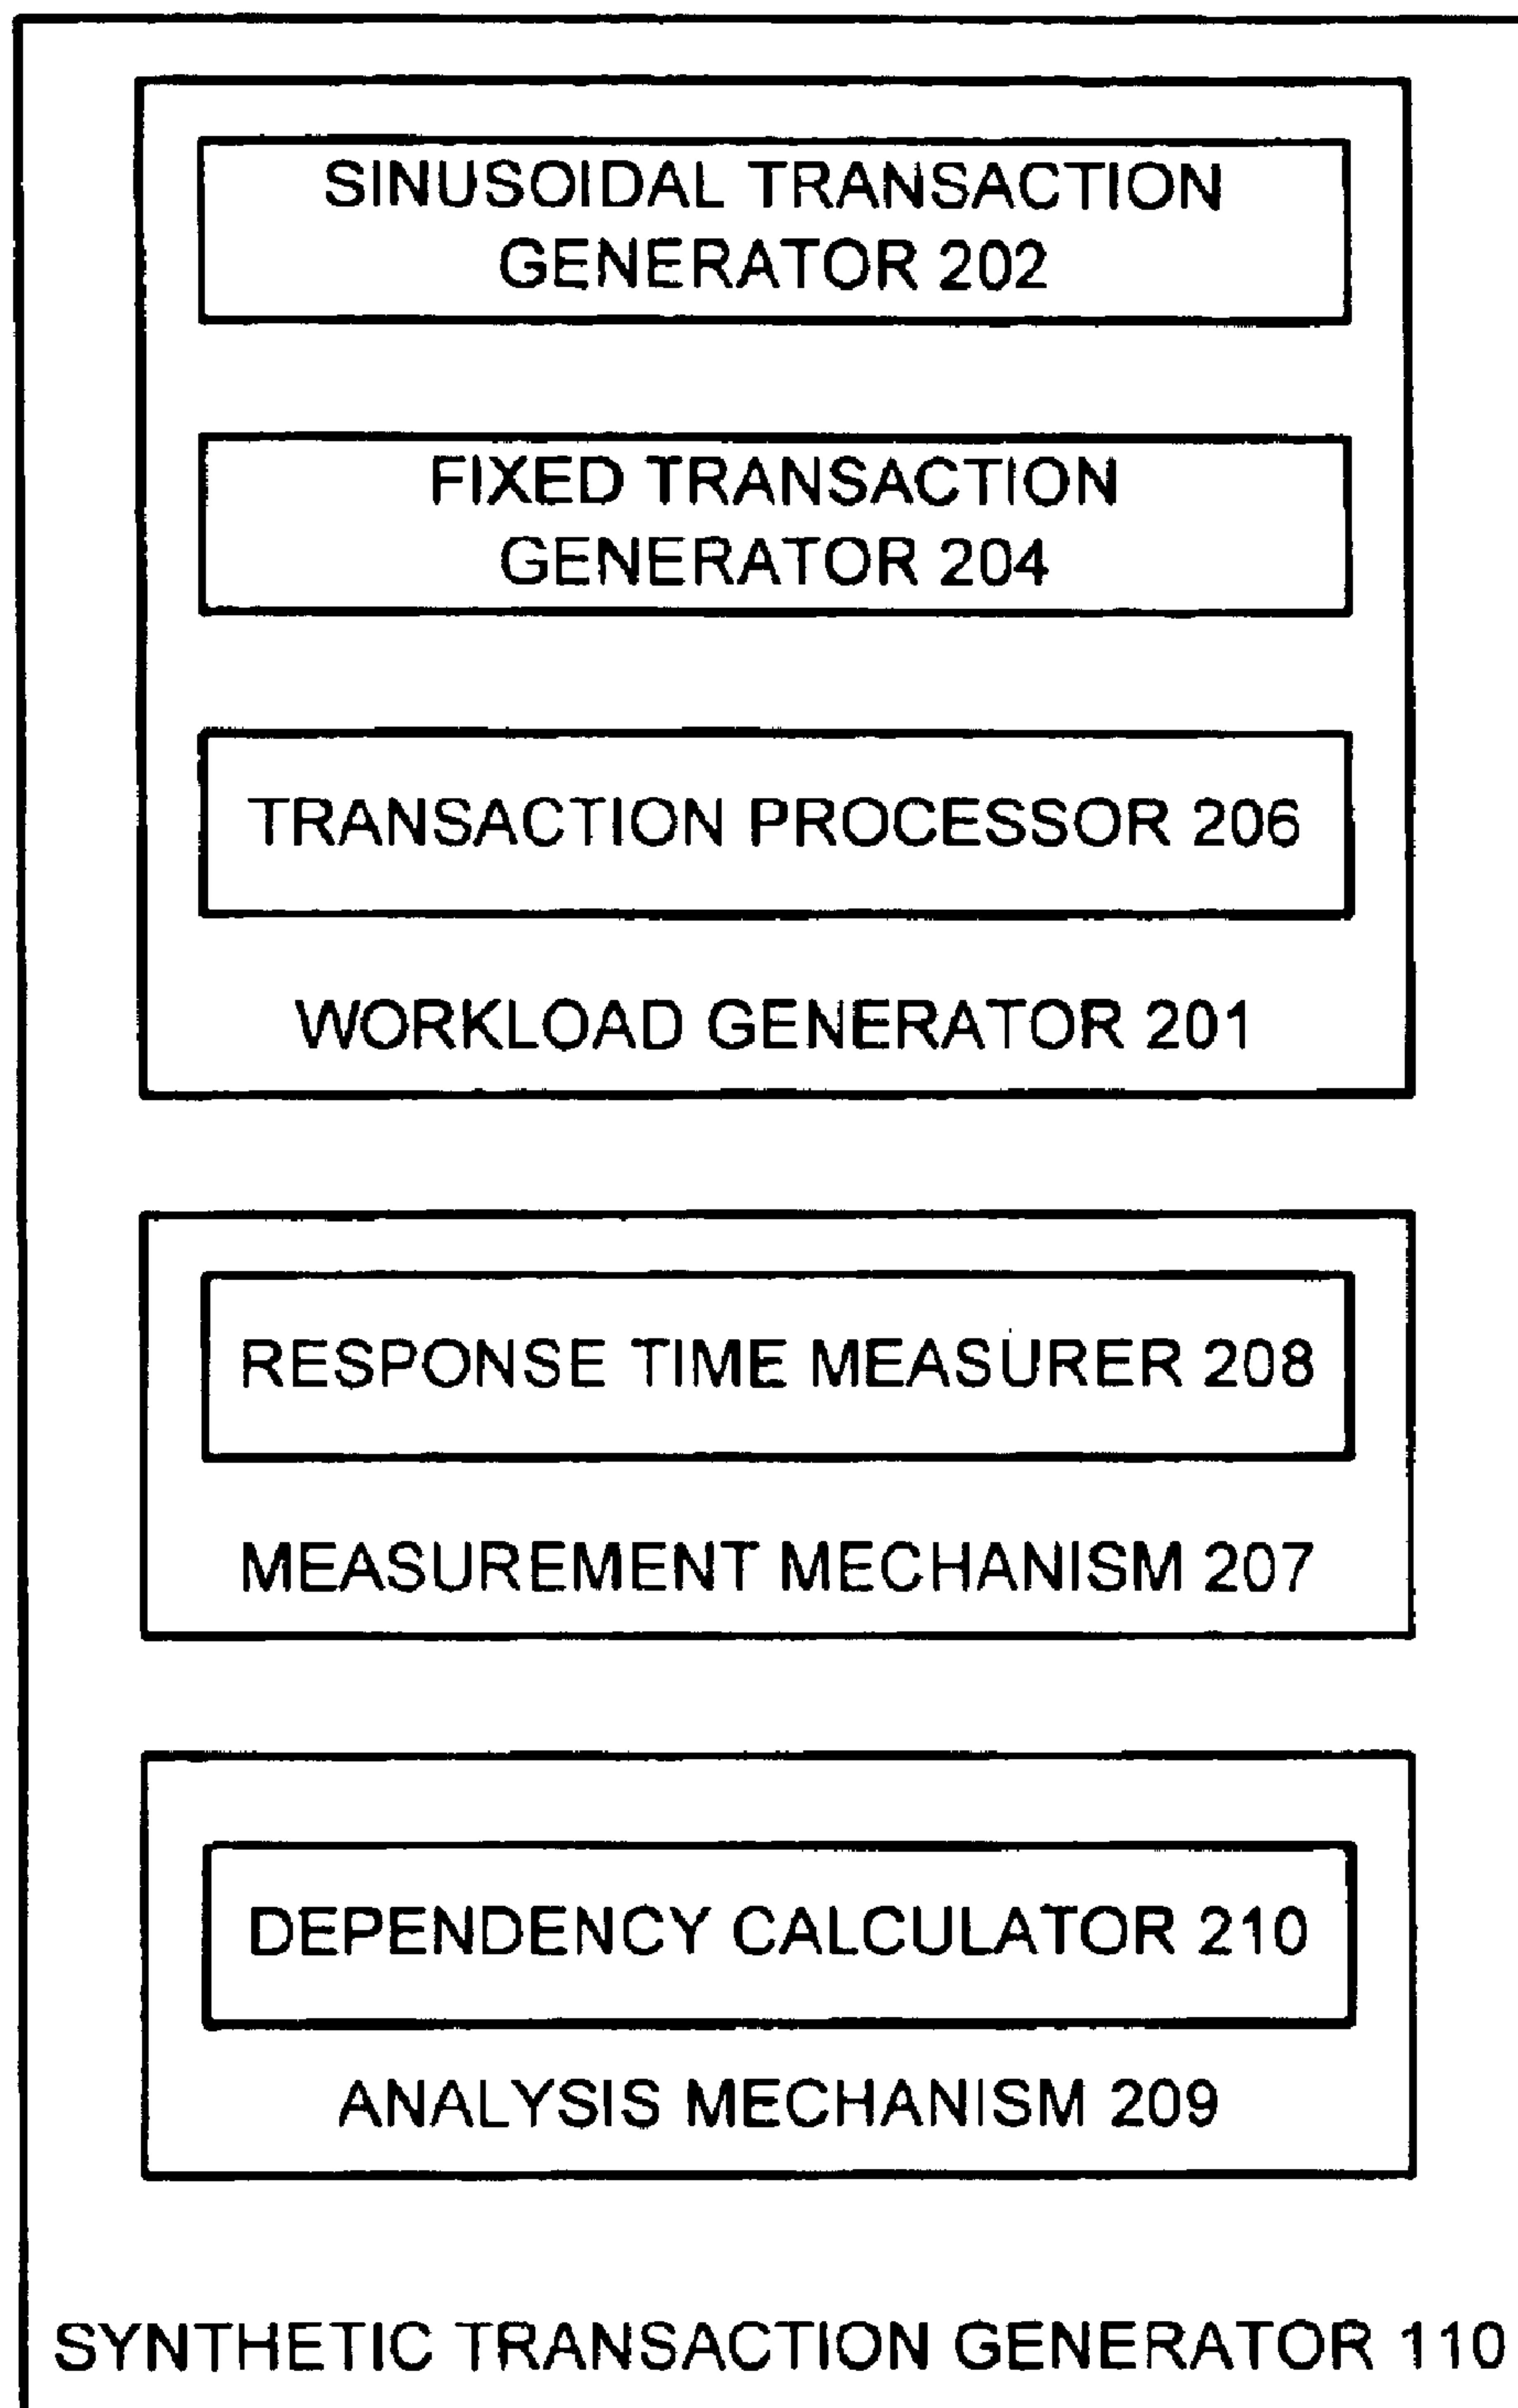 SINUSOIDAL TRANSACTION
GENERATOR 202
FIXED TRANSACTION
GENERATOR 204
TRANSACTION PROCESSOR 206
WORKLOAD GENERATOR 201
RESPONSE TIME MEASURER 208
MEASUREMENT MECHANISM 207
DEPENDENCY CALCULATOR 210
ANALYSIS MECHANISM 209
SYNTHETIC TRANSACTION GENERATOR 110